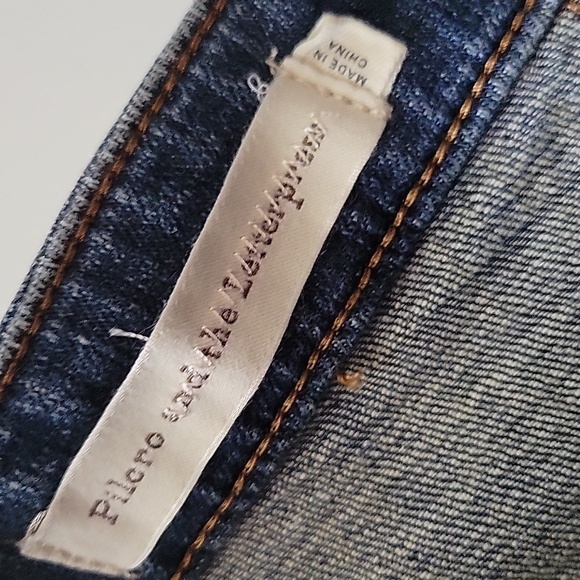 MADE IN
CHINA
Pilcro and the Letterpress